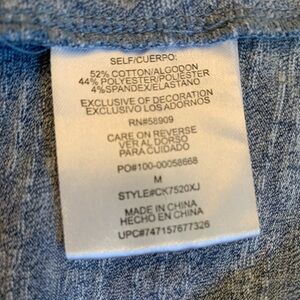 SELF/CUERPO:
52% COTTON/ALGODON
44% POLYESTER/POLIESTER
4%SPANDEX/ELASTANO
EXCLUSIVE OF DECORATION
EXCLUSIVO LOS ADORNOS
RN#58909
CARE ON REVERSE
VER AL DORSO
PARA CUIDADO
PO#100-00058668
M
STYLE#CK7520XJ
MADE IN CHINA
HECHO EN CHINA
UPC#747157677326